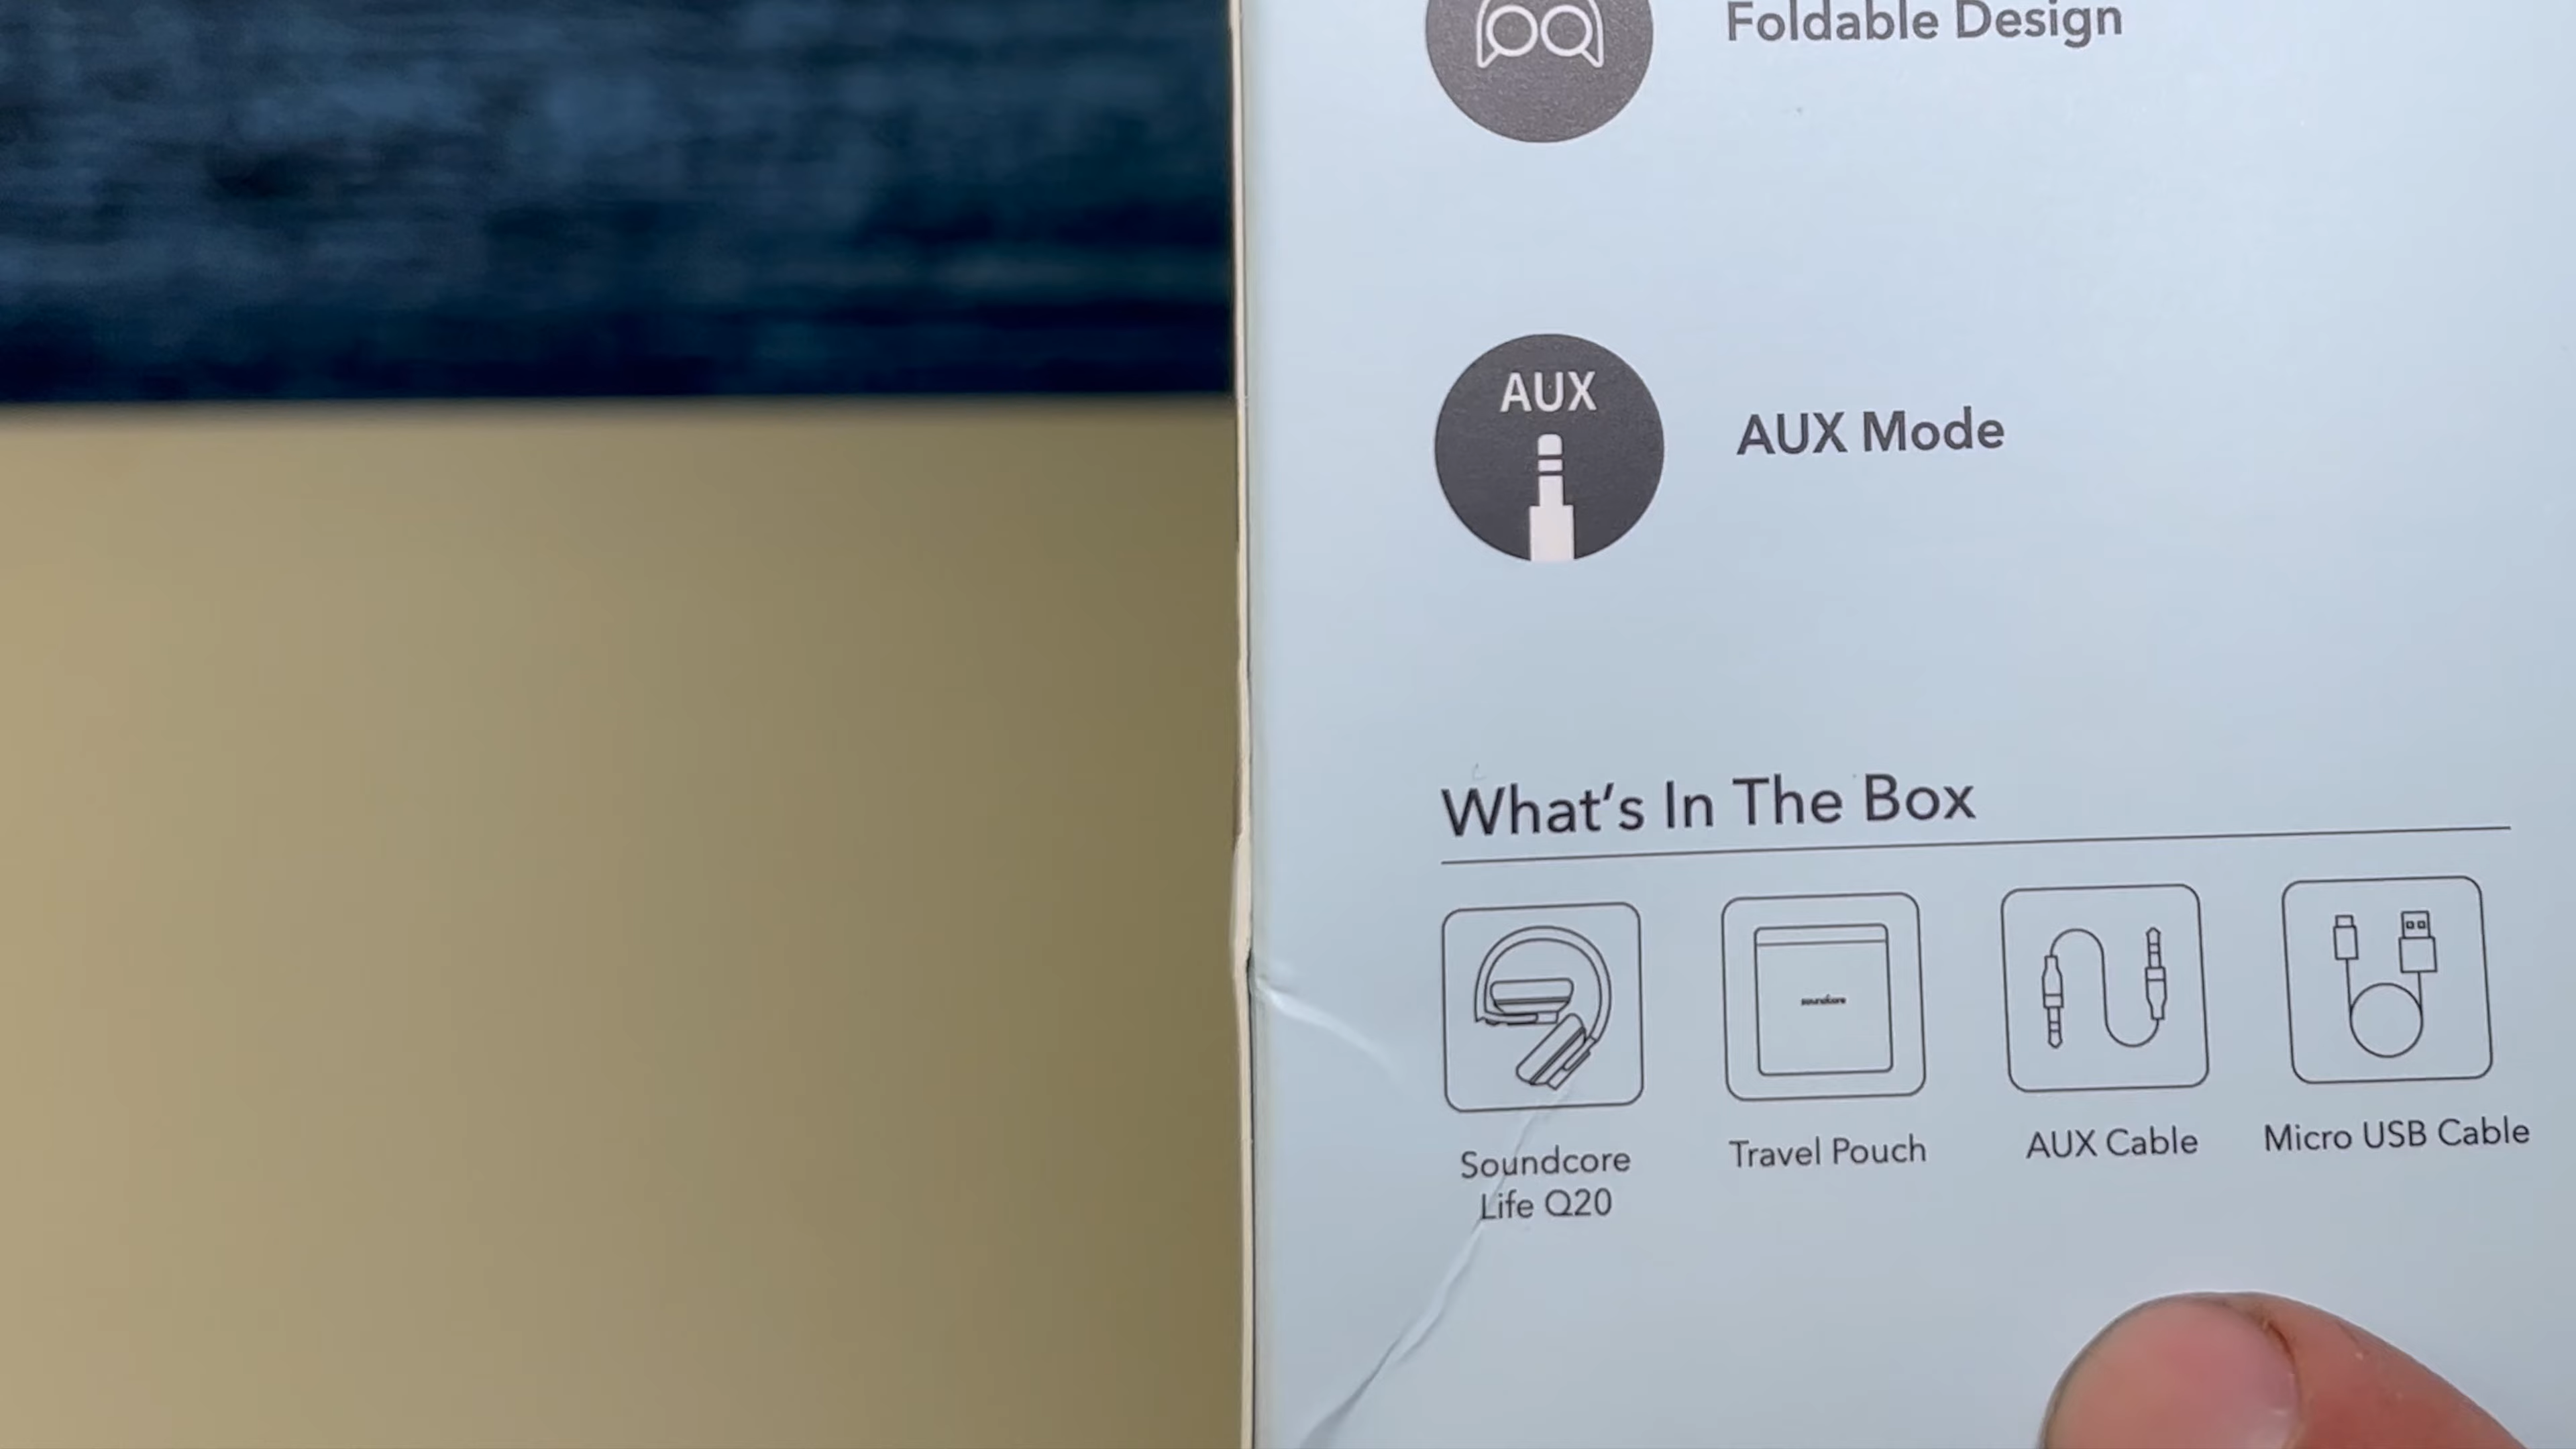 Foldable Design
AUX
AUX Mode
What's In The Box
soundcore
Soundcore
Life Q20
Travel Pouch
AUX Cable
Micro USB Cable